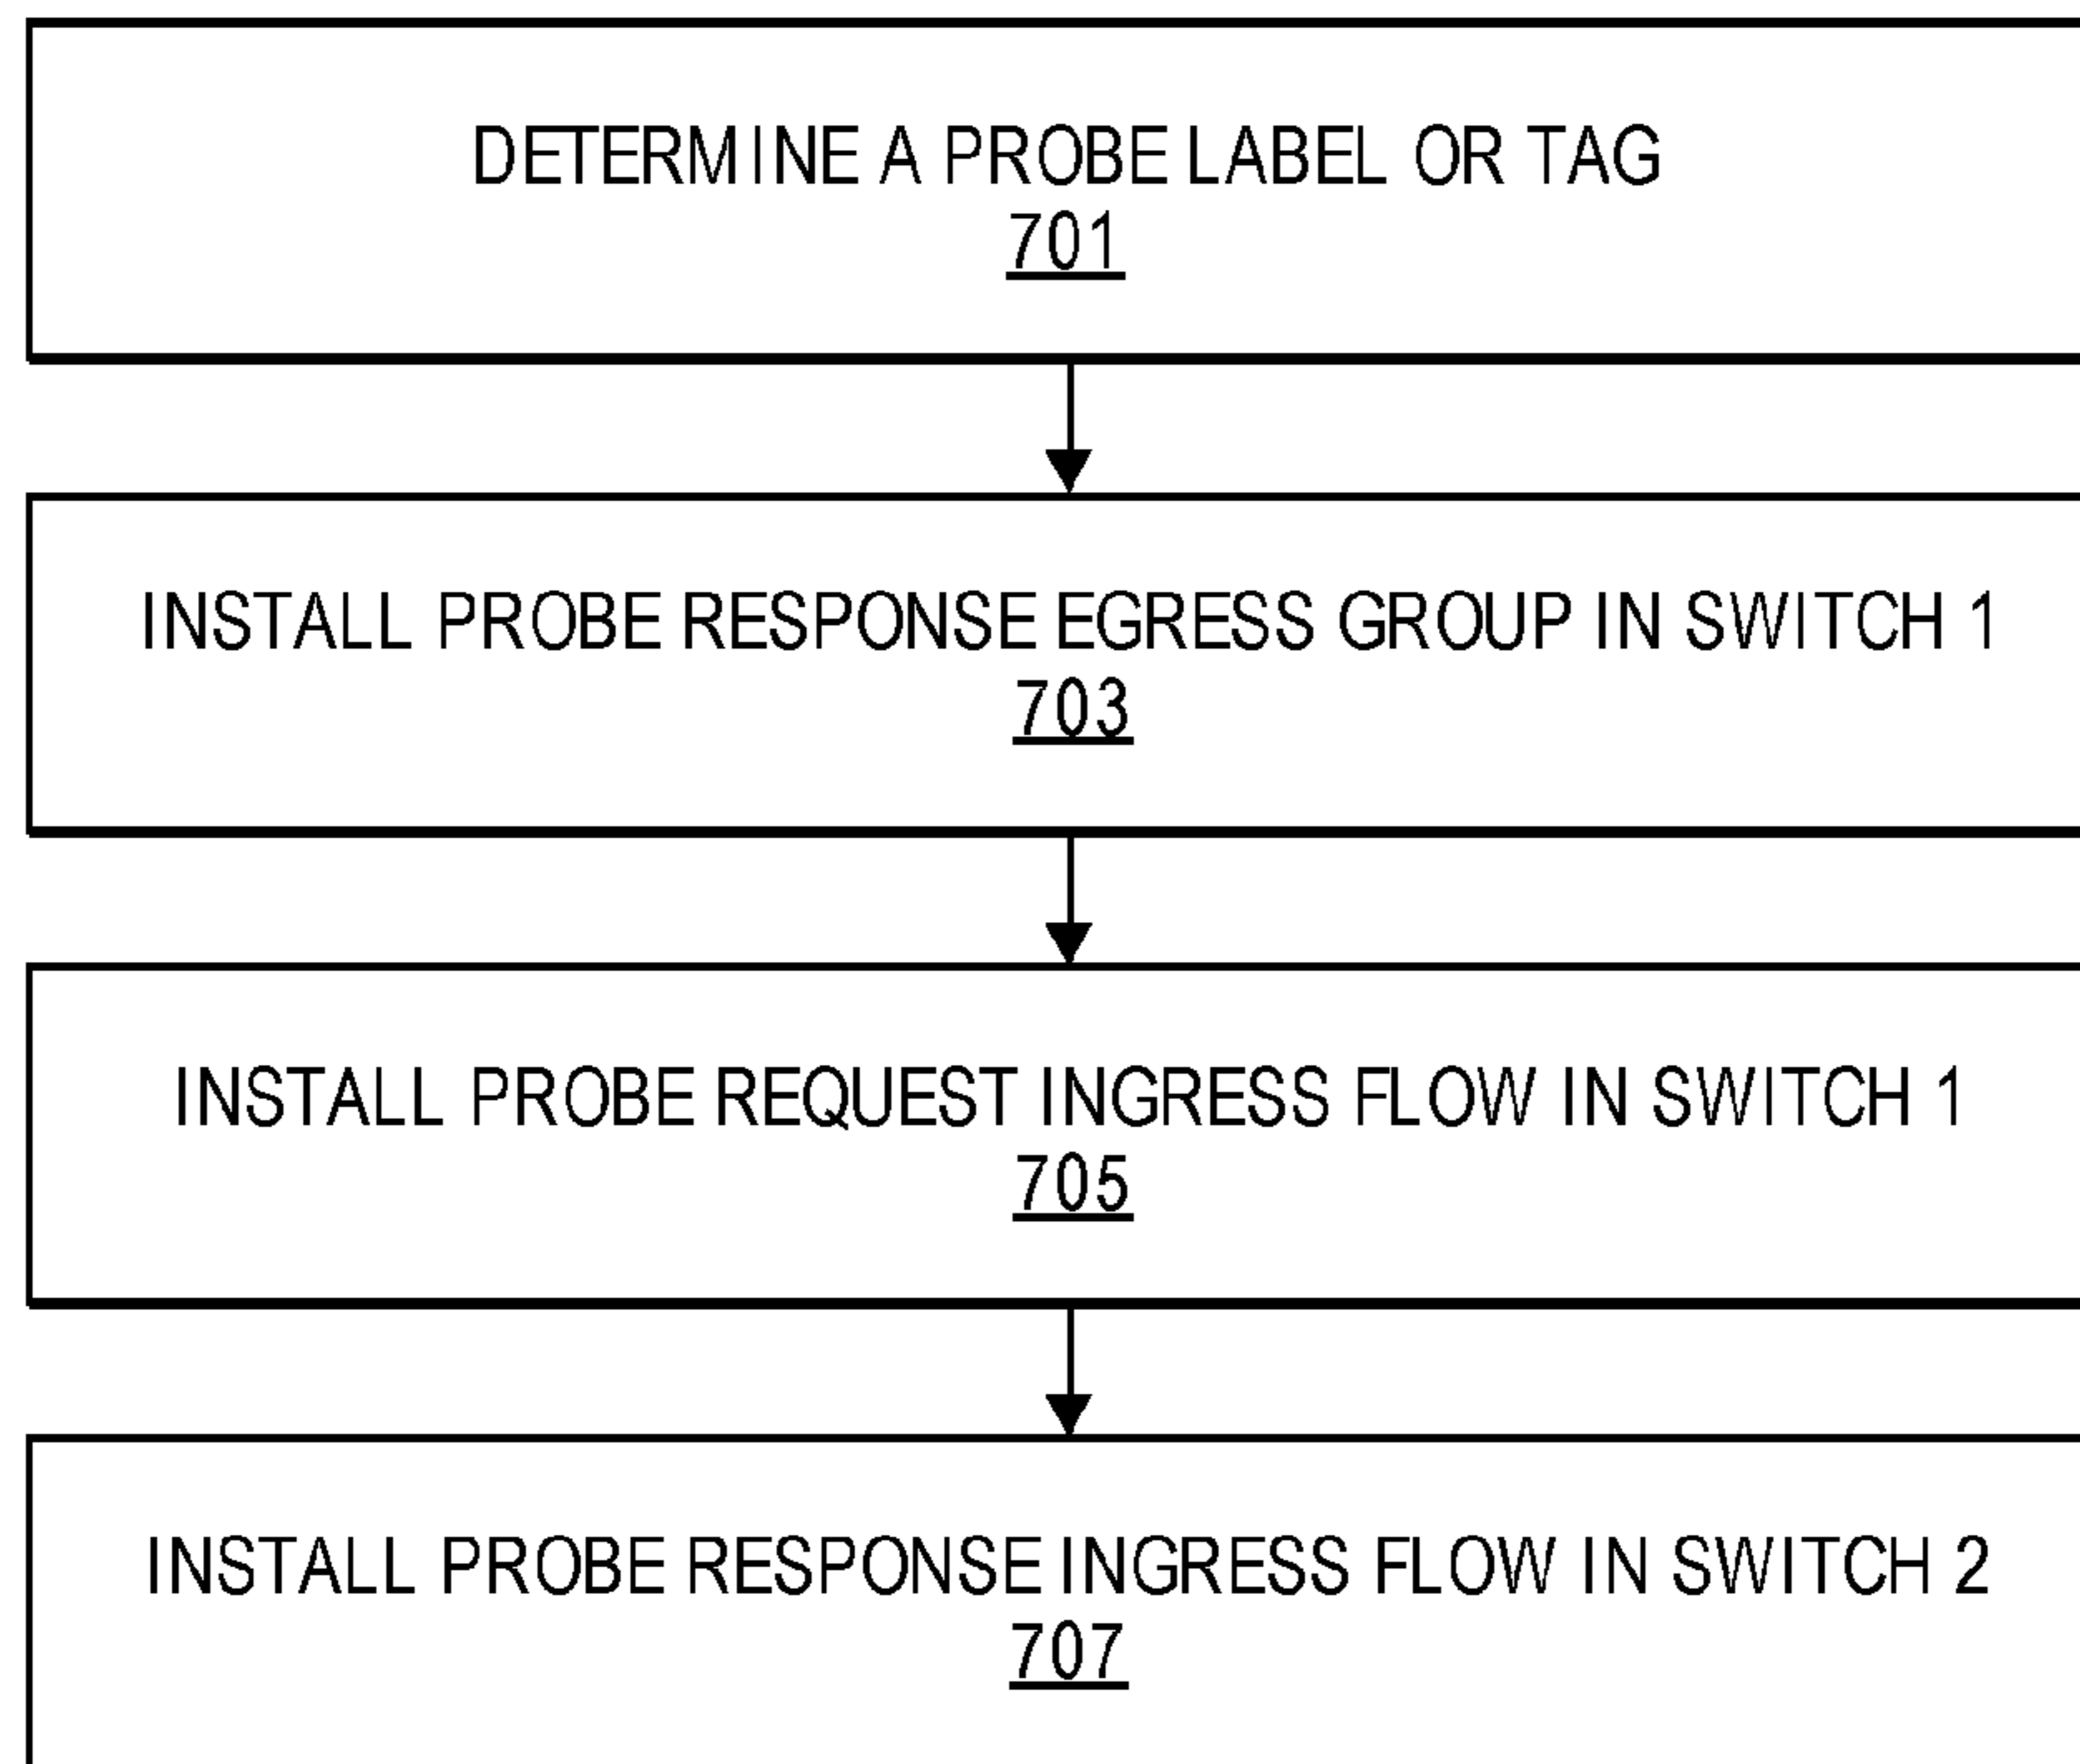 DETERMINE A PROBE LABEL OR TAG
701
INSTALL PROBE RESPONSE EGRESS GROUP IN SWITCH 1
703
INSTALL PROBE REQUEST INGRESS FLOW IN SWITCH 1
705
INSTALL PROBE RESPONSE INGRESS FLOW IN SWITCH 2
707